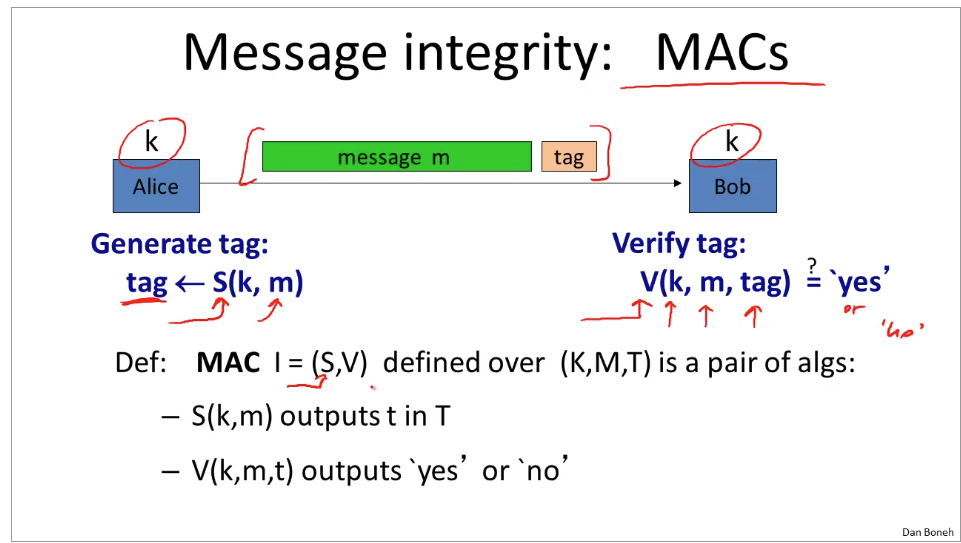 Message integrity: MACs
k
k
message m
tag
Alice
Bob
Generate tag:
Verify tag:
tag ← S(k, m)
V(k, m, tag) ?= `yes’
or
'no'
Def: MAC I = (S,V) defined over (K,M,T) is a pair of algs:
– S(k,m) outputs t in T
– V(k,m,t) outputs `yes’ or `no’
Dan Boneh